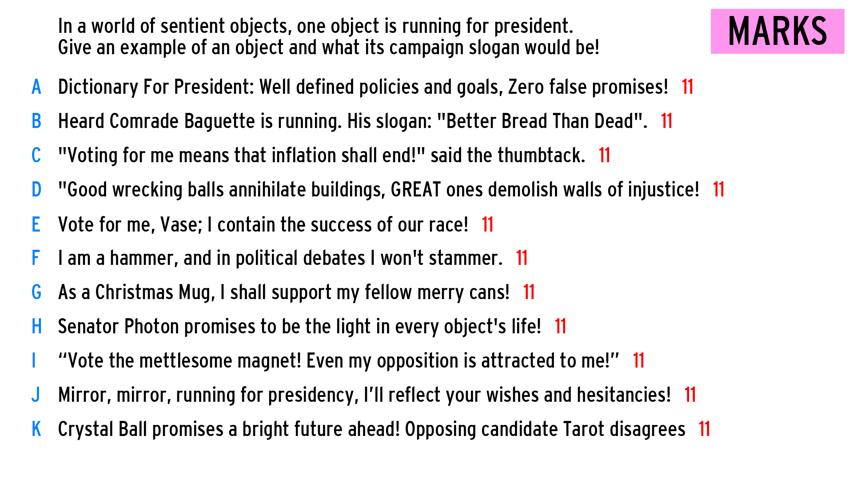 In a world of sentient objects, one object is running for president.
Give an example of an object and what its campaign slogan would be!
MARKS
A Dictionary For President: Well defined policies and goals, Zero false promises! 11
B Heard Comrade Baguette is running. His slogan: "Better Bread Than Dead". 11
C "Voting for me means that inflation shall end!" said the thumbtack. 11
D "Good wrecking balls annihilate buildings, GREAT ones demolish walls of injustice! 11
E Vote for me, Vase; I contain the success of our race! 11
F I am a hammer, and in political debates I won't stammer. 11
G As a Christmas Mug, I shall support my fellow merry cans! 11
H Senator Photon promises to be the light in every object's life! 11
I “Vote the mettlesome magnet! Even my opposition is attracted to me!” 11
J Mirror, mirror, running for presidency, I’ll reflect your wishes and hesitancies! 11
K Crystal Ball promises a bright future ahead! Opposing candidate Tarot disagrees 11